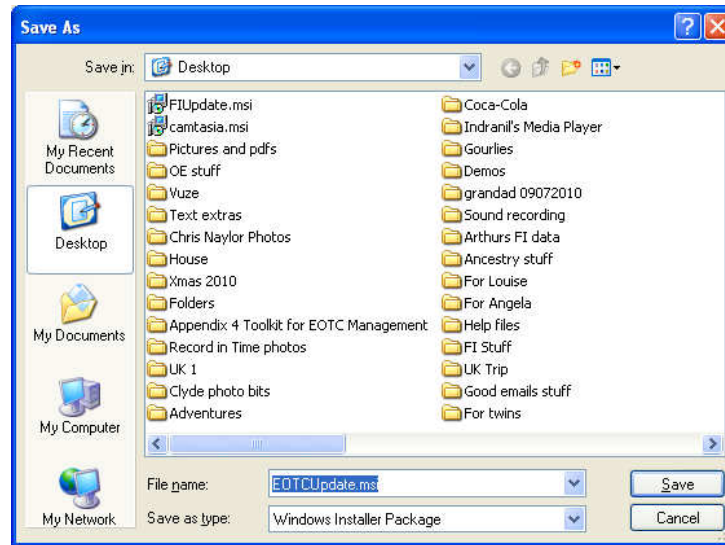 Save As
Save in:
Desktop
My Recent
Documents
Desktop
My Documents
My Computer
My Network
FIUpdate.msi
camtasia.msi
Pictures and pdfs
OE stuff
Vuze
Text extras
Chris Naylor Photos
House
Xmas 2010
Folders
Appendix 4 Toolkit for EOTC Management
Record in Time photos
UK 1
Clyde photo bits
Adventures
Coca-Cola
Indranil's Media Player
Gourlies
Demos
grandad 09072010
Sound recording
Arthurs FI data
Ancestry stuff
For Louise
For Angela
Help files
FI Stuff
UK Trip
Good emails stuff
For twins
File name:
EOTCUpdate.msi
Save
Save as type:
Windows Installer Package
Cancel